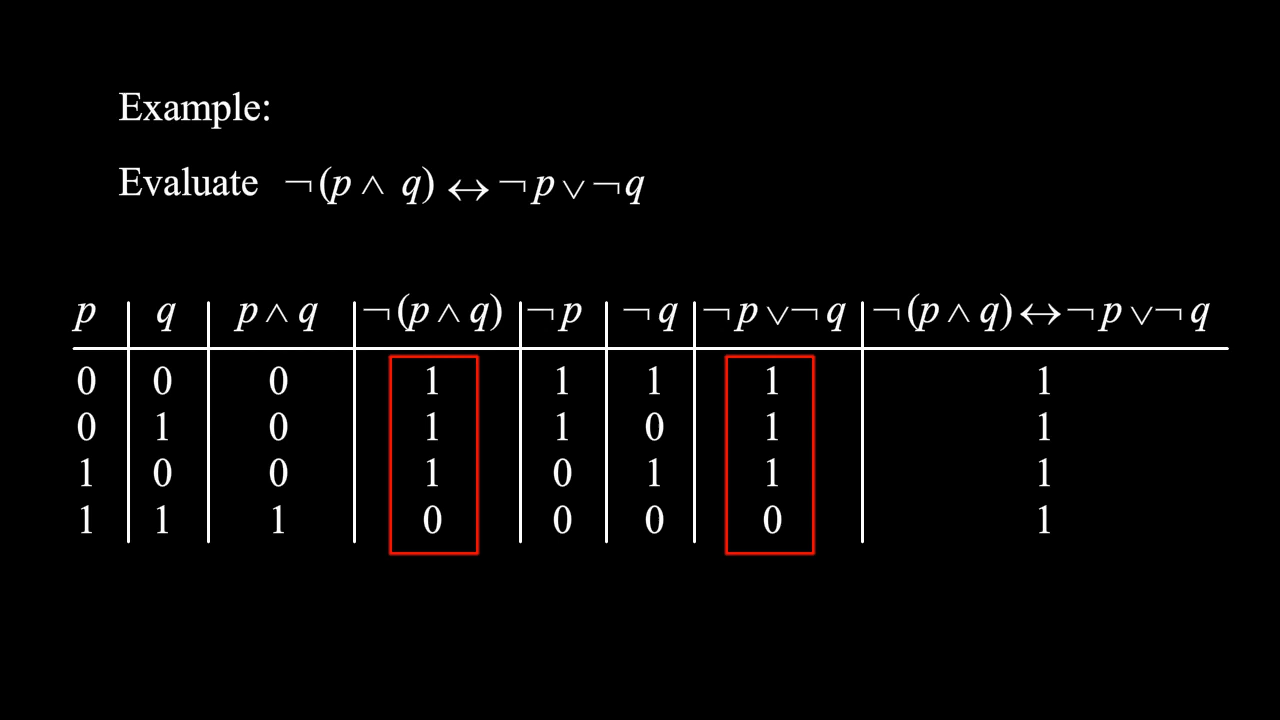 Example:
Evaluate ¬(p ∧ q) ↔ ¬p ∨ ¬q
p q p ∧ q ¬(p ∧ q) ¬p ¬q ¬p ∨ ¬q ¬(p ∧ q) ↔ ¬p ∨ ¬q
0 0 0 1 1 1 1 1
0 1 0 1 1 0 1 1
1 0 0 1 0 1 1 1
1 1 1 0 0 0 0 1